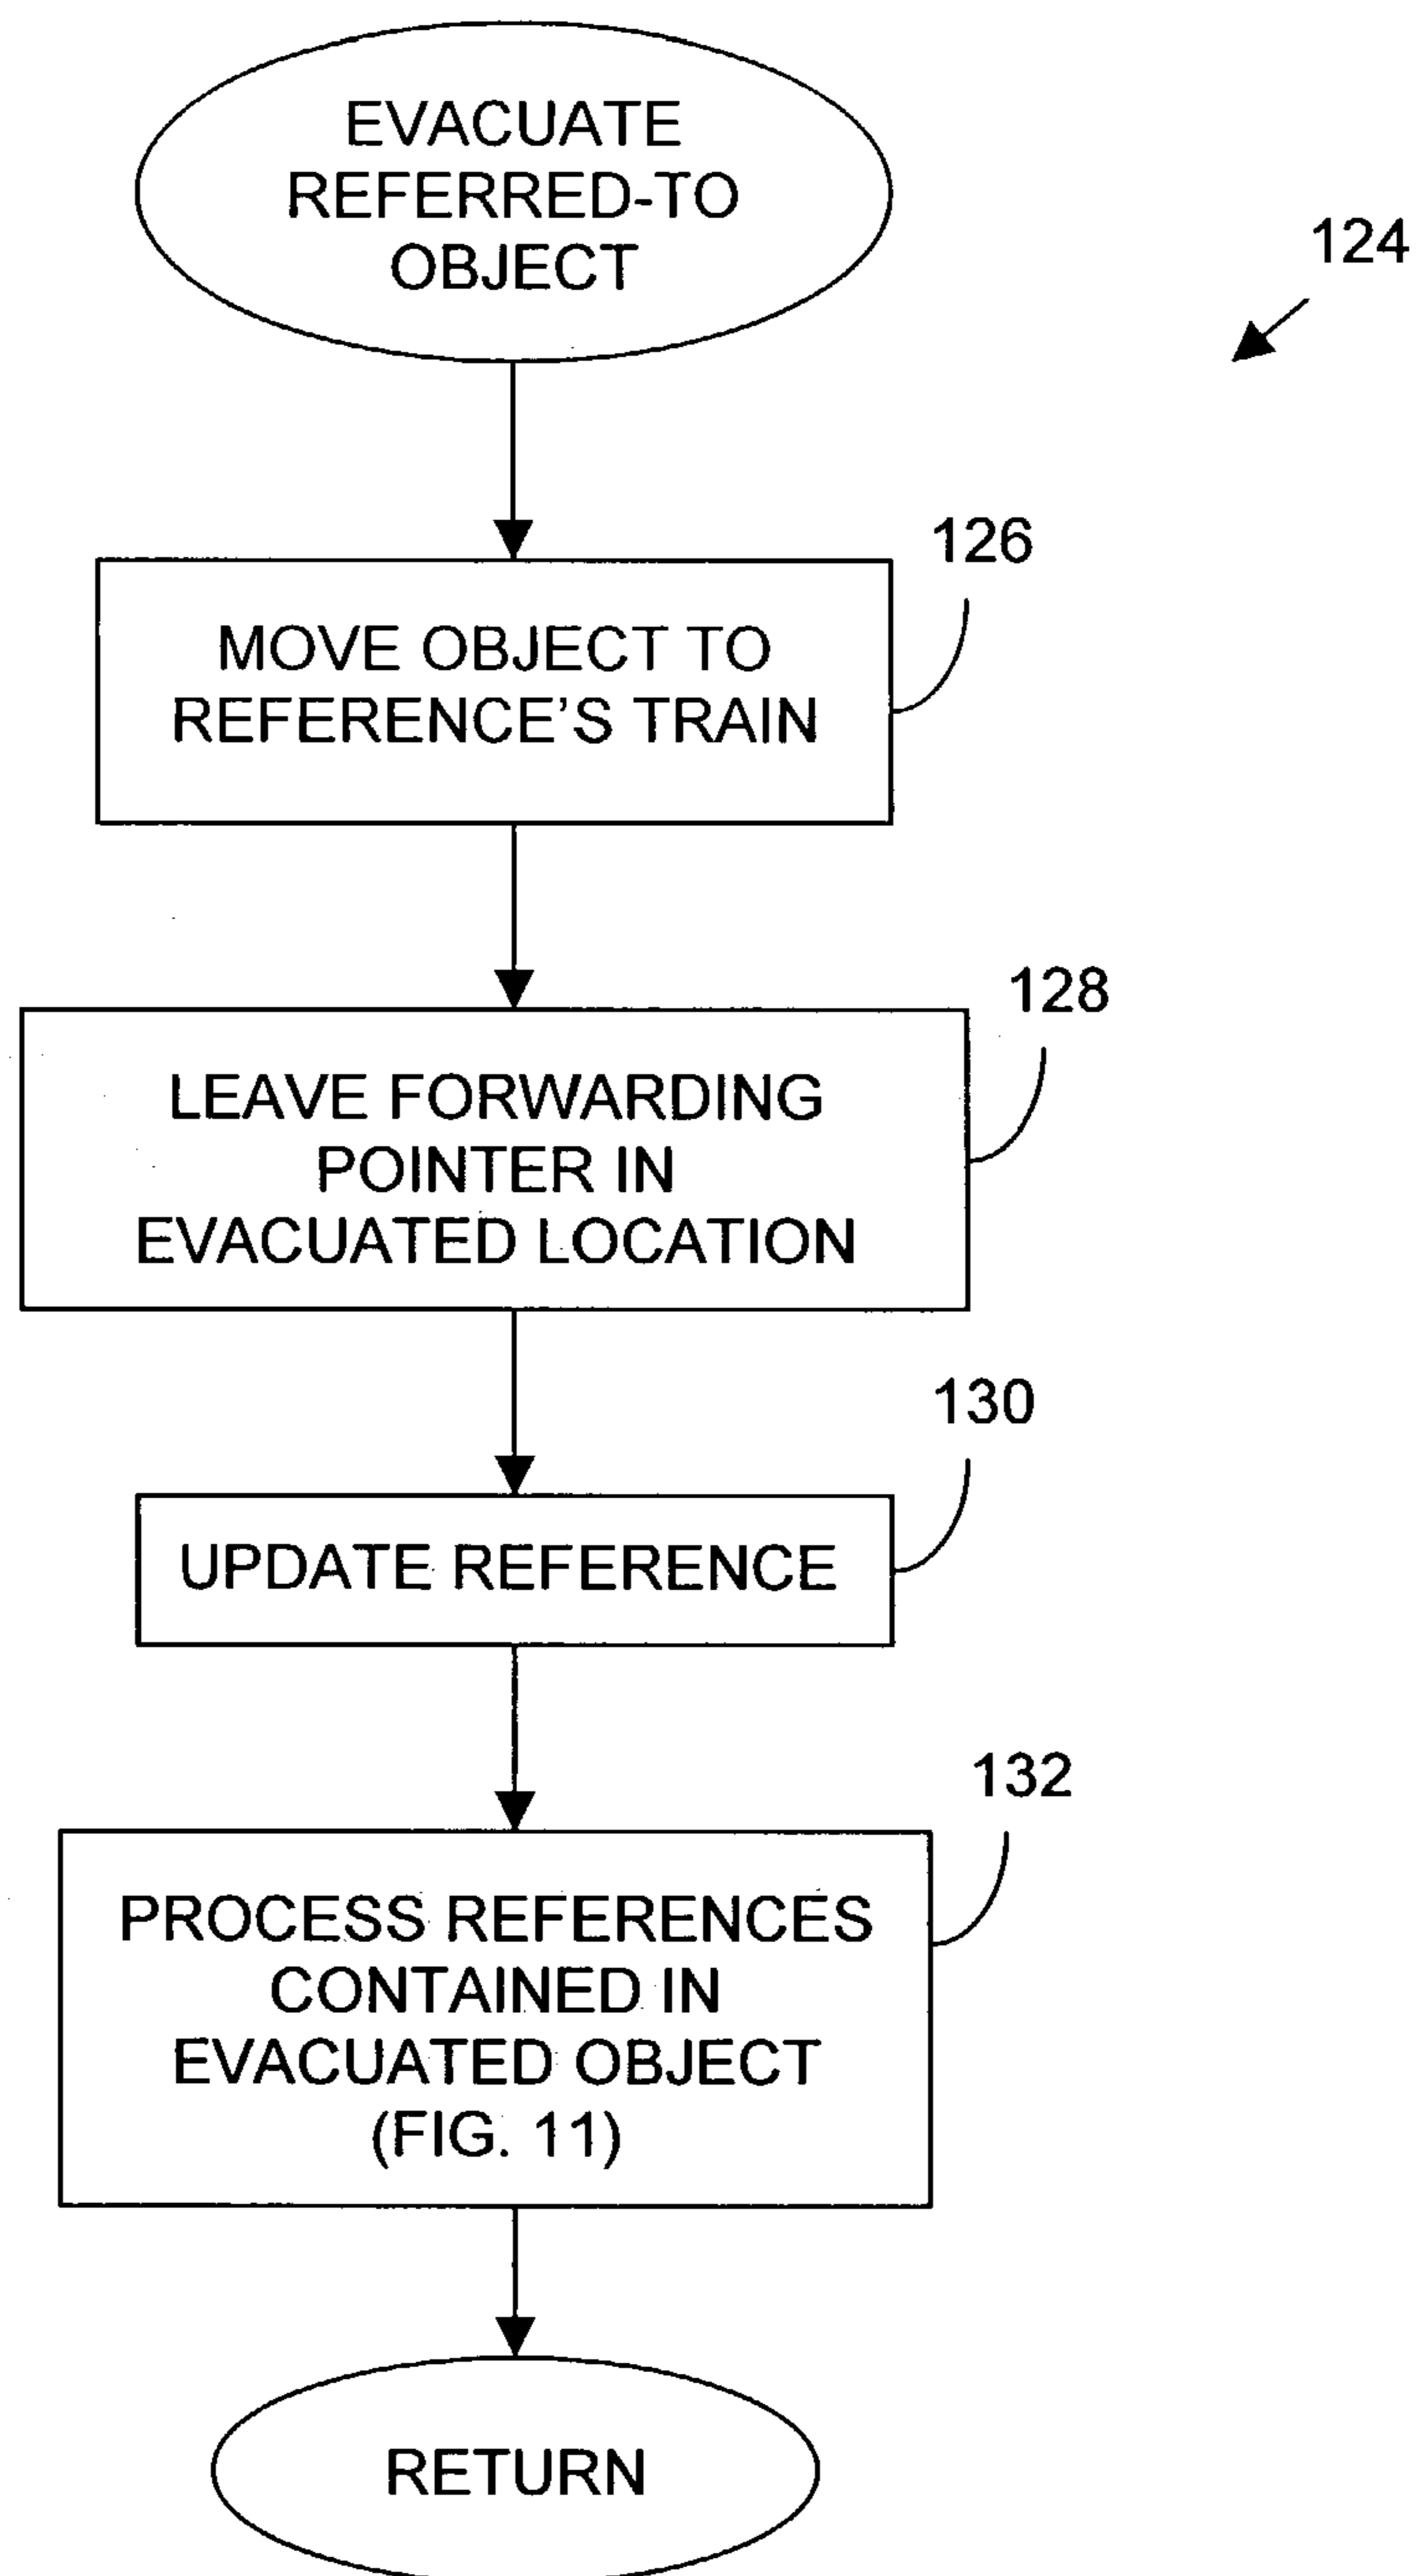 EVACUATE
REFERRED-TO
OBJECT
124
126
MOVE OBJECT TO
REFERENCE'S TRAIN
128
LEAVE FORWARDING
POINTER IN
EVACUATED LOCATION
130
UPDATE REFERENCE
132
PROCESS REFERENCES
CONTAINED IN
EVACUATED OBJECT
(FIG. 11)
RETURN